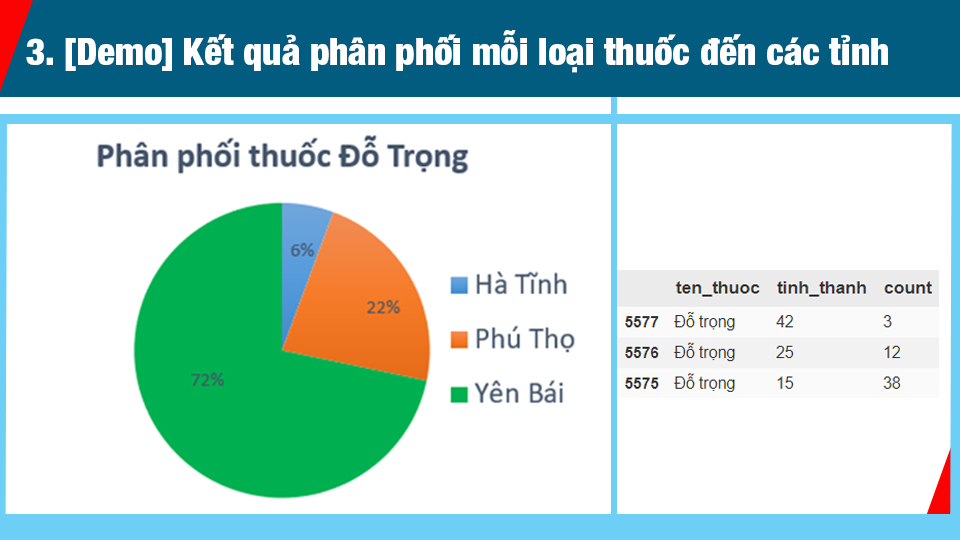 3. [Demo] Kết quả phân phối mỗi loại thuốc đến các tỉnh
Phân phối thuốc Đỗ Trọng
6%
22%
72%
Hà Tĩnh
Phú Thọ
Yên Bái
ten_thuoc tinh_thanh count
5577 Đỗ trọng 42 3
5576 Đỗ trọng 25 12
5575 Đỗ trọng 15 38